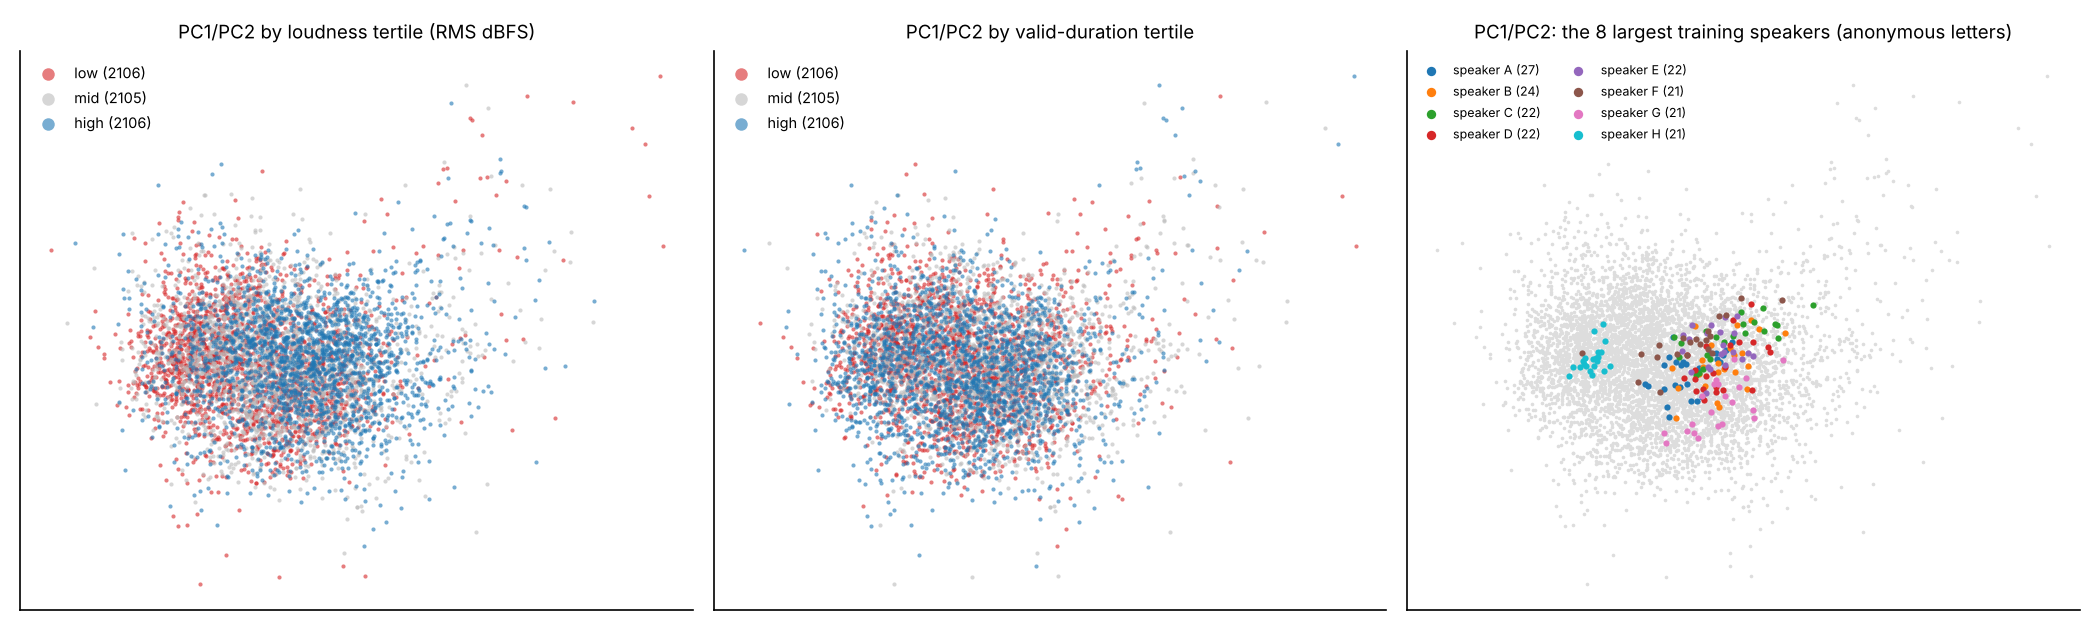 PC1/PC2 by loudness tertile (RMS dBFS)
low (2106)
mid (2105)
high (2106)
PC1/PC2 by valid-duration tertile
low (2106)
mid (2105)
high (2106)
PC1/PC2: the 8 largest training speakers (anonymous letters)
speaker A (27)
speaker B (24)
speaker C (22)
speaker D (22)
speaker E (22)
speaker F (21)
speaker G (21)
speaker H (21)